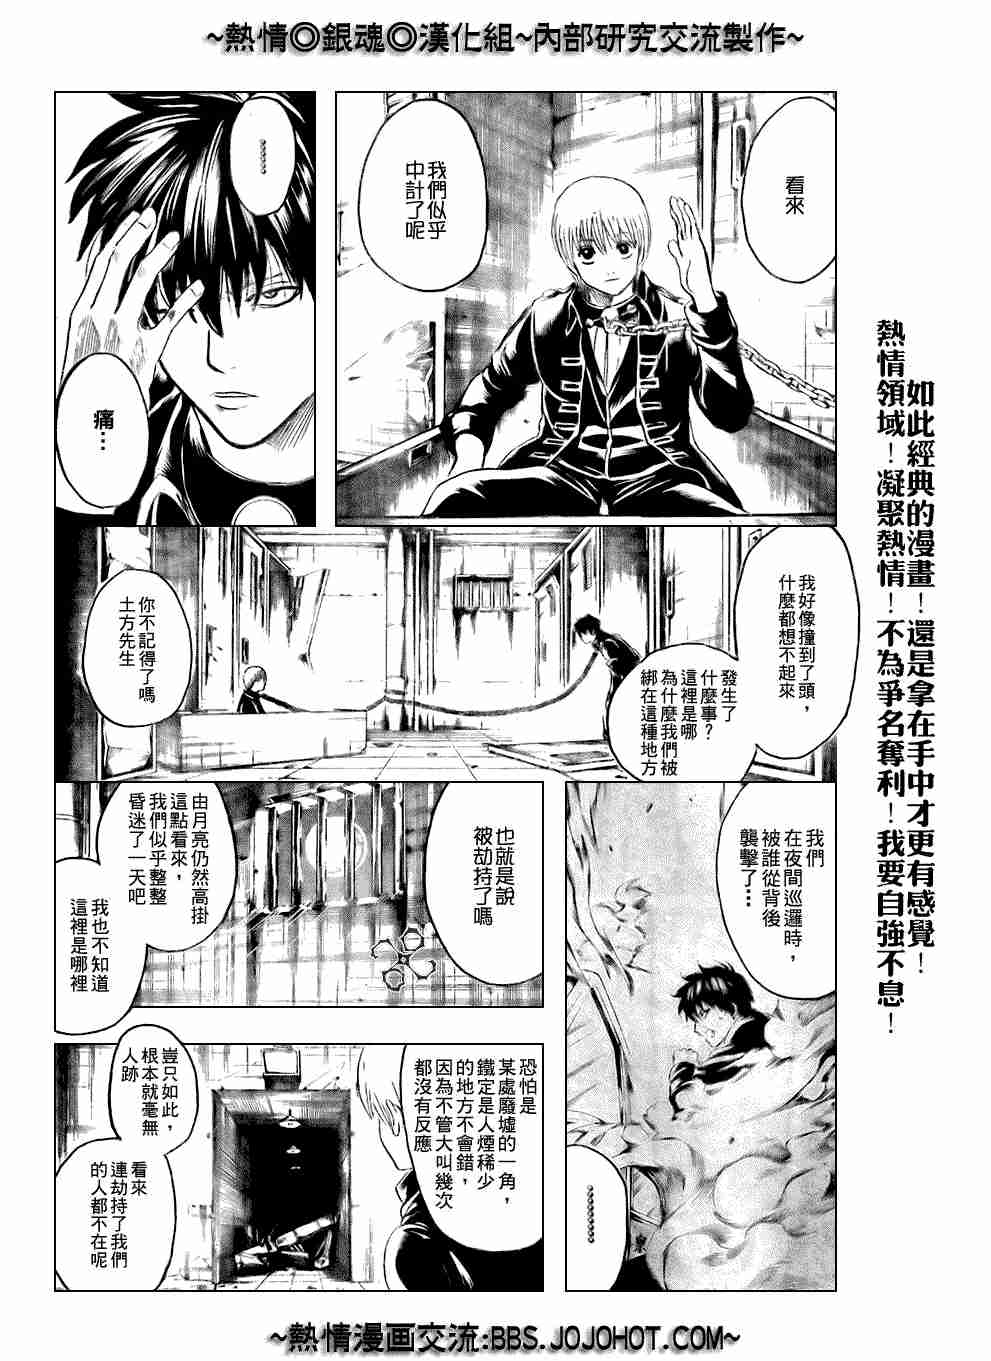 ~熱情◎銀魂◎漢化組~內部研究交流製作~
看來
我們似乎
中計了呢
………
痛…
我好像撞到了頭，
什麼都想不起來
發生了
什麼事？
這裡是哪
為什麼我們被
綁在這種地方
你不記得了嗎
土方先生
我們
在夜間巡邏時，
被誰從背後
襲擊了…
………
也就是說
被劫持了嗎
由月亮仍然高掛
這點看來，
我們似乎整整
昏迷了一天吧
我也不知道
這裡是哪裡
恐怕是
某處廢墟的一角，
鐵定是人煙稀少
的地方不會錯，
因為不管大叫幾次
都沒有反應
豈只如此，
根本就毫無
人跡
看來
連劫持了我們
的人都不在呢
如此經典的漫畫！還是拿在手中才更有感覺！
熱情領域！凝聚熱情！不為爭名奪利！我要自強不息！
~熱情漫画交流:BBS.JOJOHOT.COM~